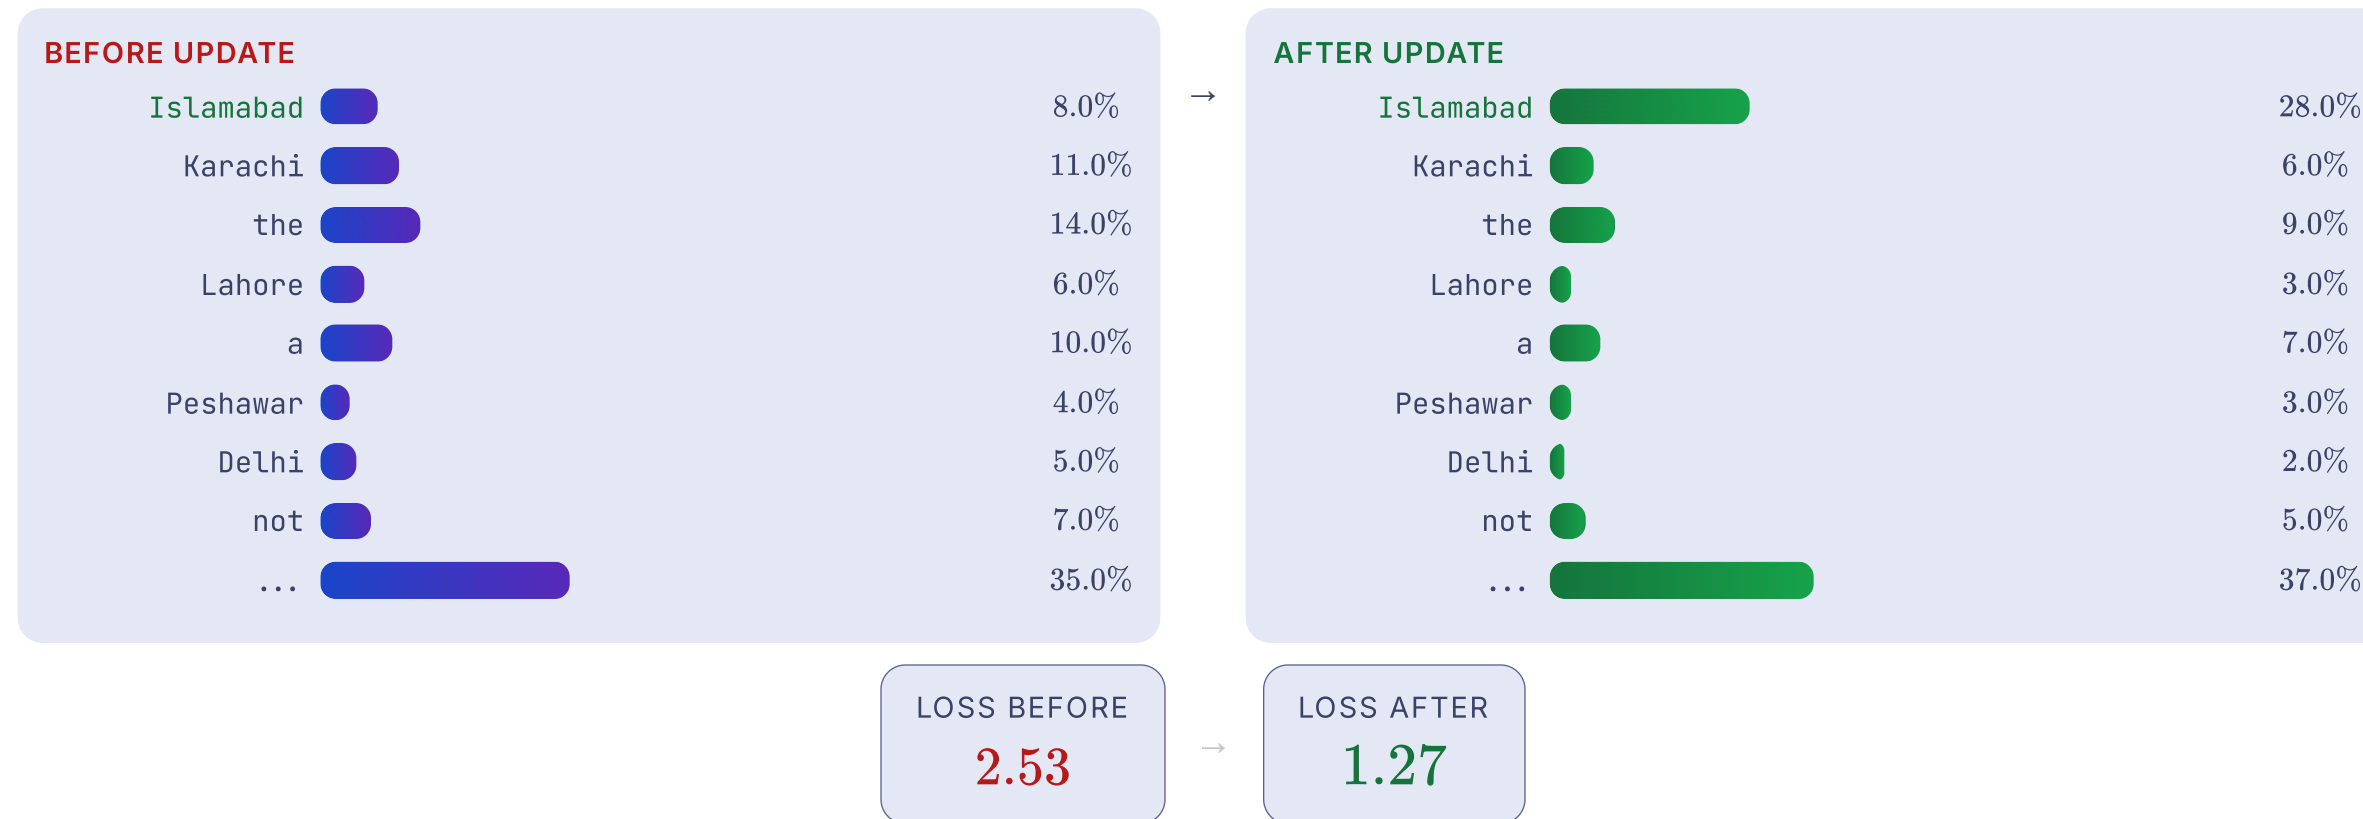 BEFORE UPDATE
Islamabad 8.0%
Karachi 11.0%
the 14.0%
Lahore 6.0%
a 10.0%
Peshawar 4.0%
Delhi 5.0%
not 7.0%
... 35.0%
→
AFTER UPDATE
Islamabad 28.0%
Karachi 6.0%
the 9.0%
Lahore 3.0%
a 7.0%
Peshawar 3.0%
Delhi 2.0%
not 5.0%
... 37.0%
LOSS BEFORE
2.53
→
LOSS AFTER
1.27